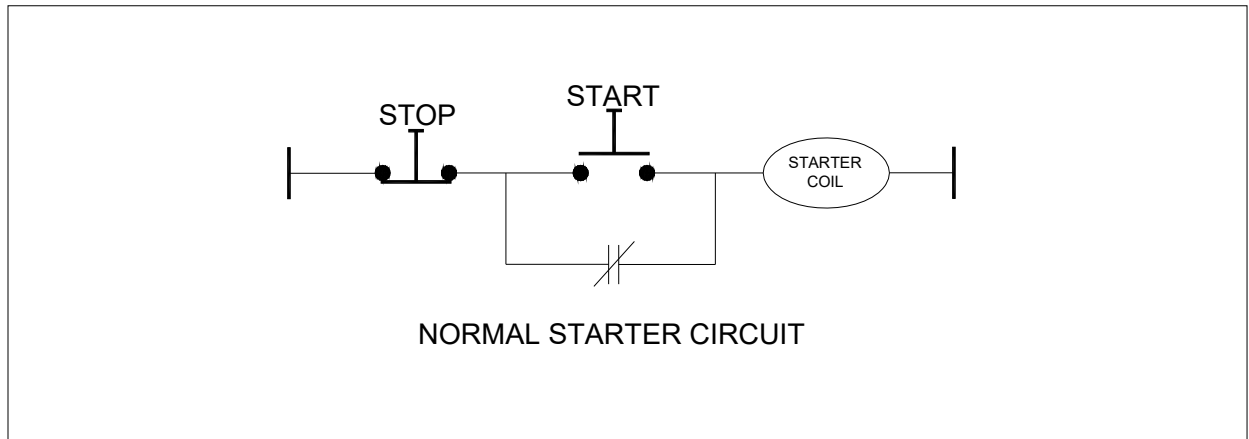 STOP
START
STARTER
COIL
NORMAL STARTER CIRCUIT